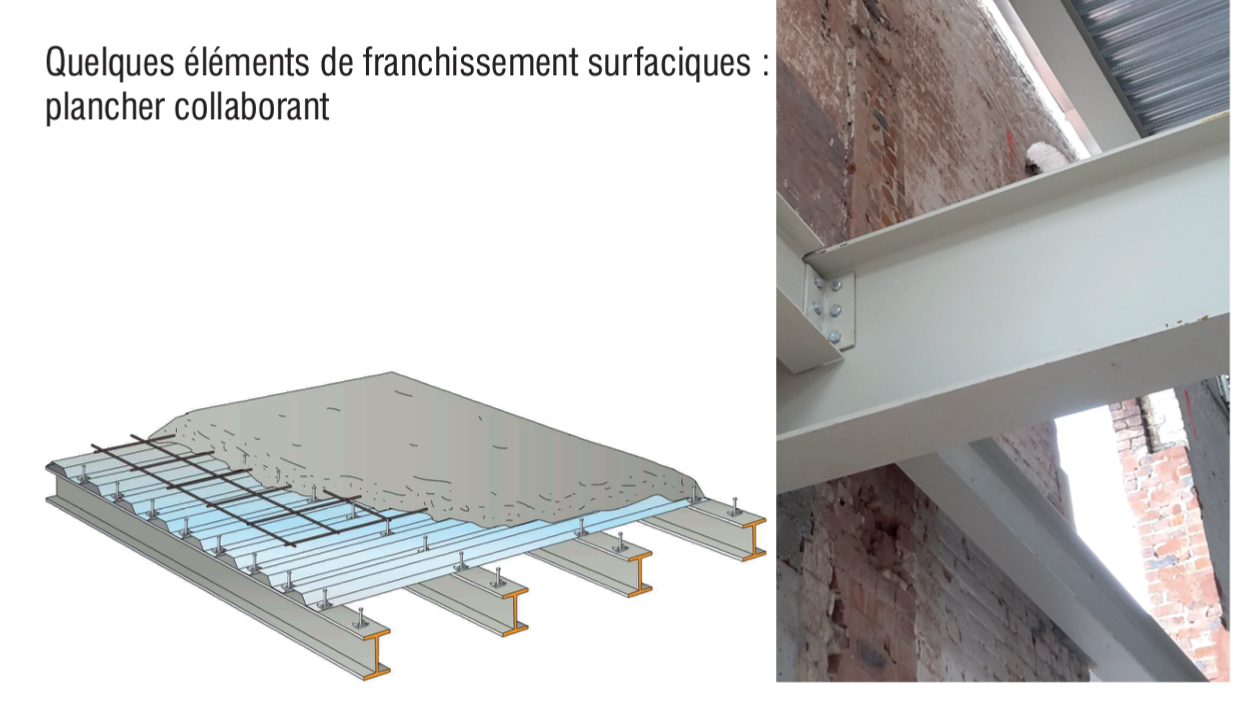 Quelques éléments de franchissement surfaciques :
plancher collaborant